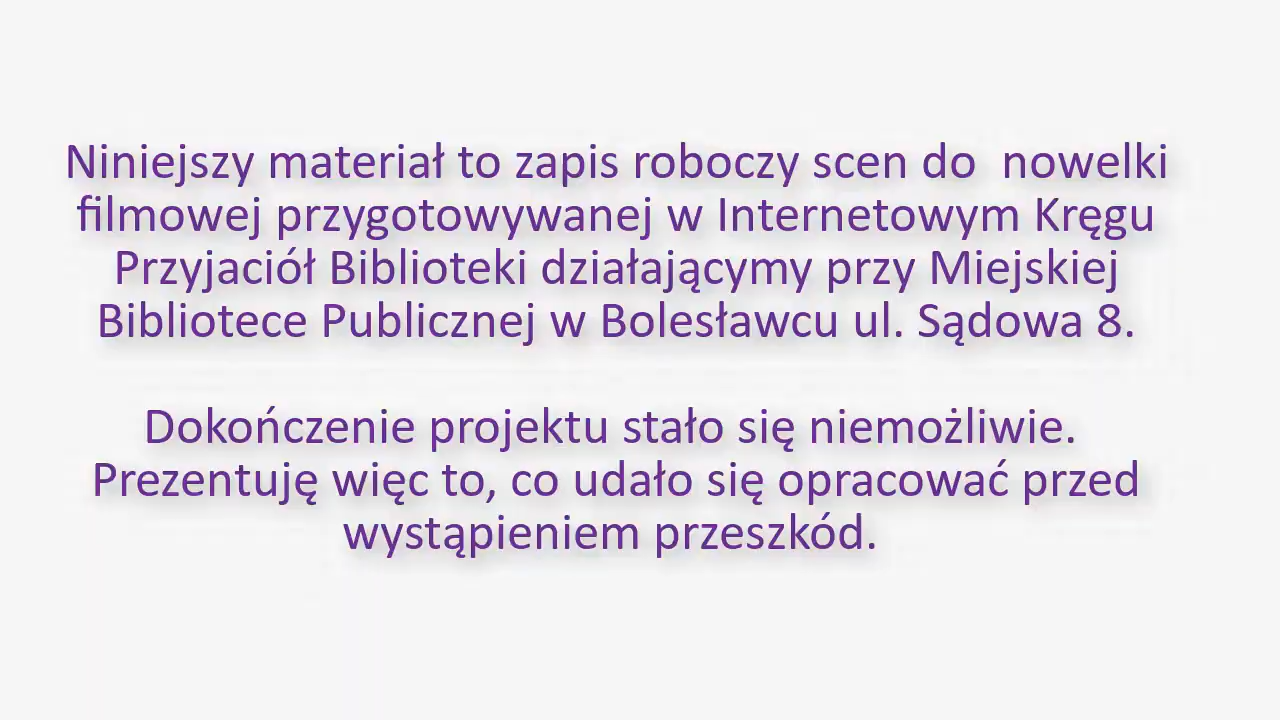 Niniejszy materiał to zapis roboczy scen do  nowelki
filmowej przygotowywanej w Internetowym Kręgu
Przyjaciół Biblioteki działającymy przy Miejskiej
Bibliotece Publicznej w Bolesławcu ul. Sądowa 8.
Dokończenie projektu stało się niemożliwie.
Prezentuję więc to, co udało się opracować przed
wystąpieniem przeszkód.